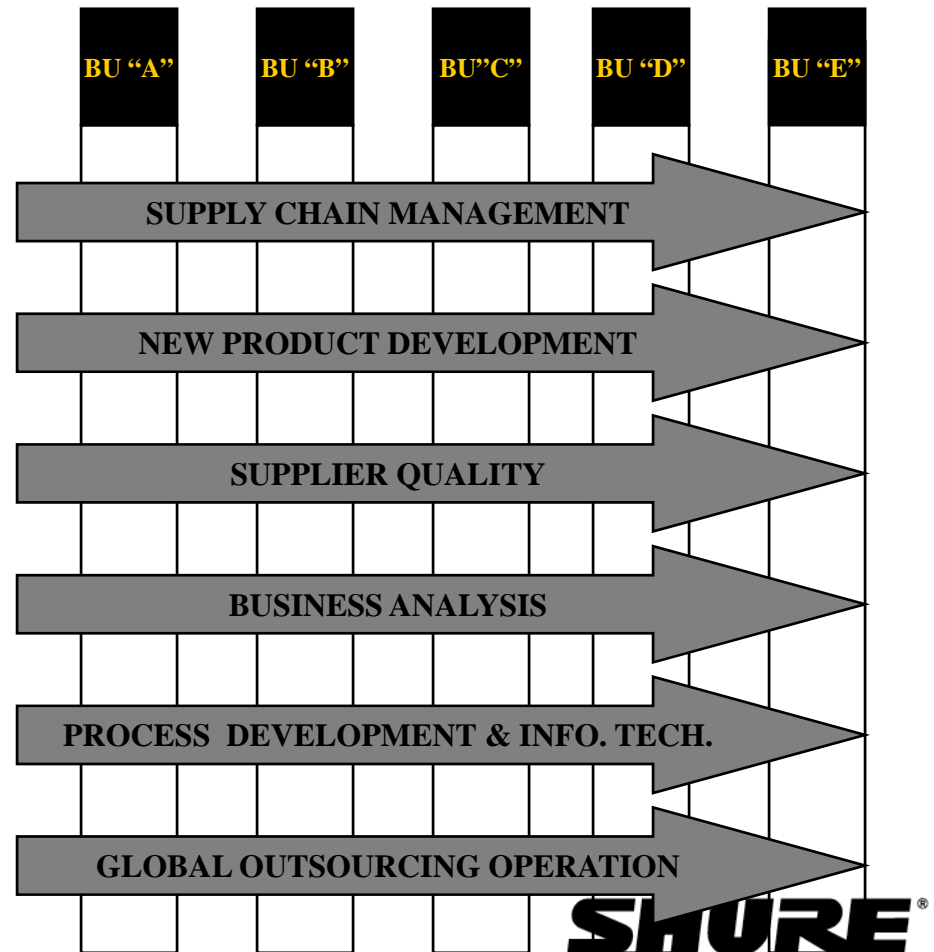 BU “A” BU “B” BU”C” BU “D” BU “E”
SUPPLY CHAIN MANAGEMENT
NEW PRODUCT DEVELOPMENT
SUPPLIER QUALITY
BUSINESS ANALYSIS
PROCESS DEVELOPMENT & INFO. TECH.
GLOBAL OUTSOURCING OPERATION
SHURE®